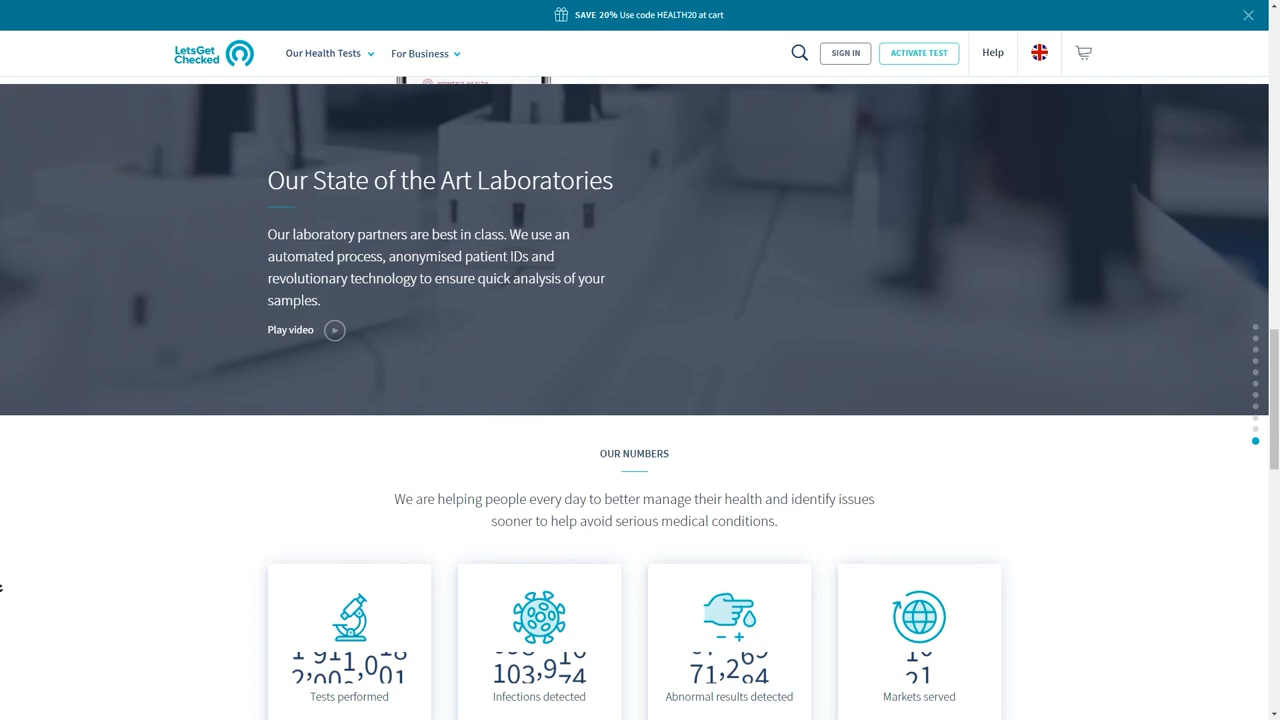 SAVE 20% Use code HEALTH20 at cart
LetsGet
Checked
Our Health Tests
For Business
SIGN IN
ACTIVATE TEST
Help
Our State of the Art Laboratories
Our laboratory partners are best in class. We use an
automated process, anonymised patient IDs and
revolutionary technology to ensure quick analysis of your
samples.
Play video
OUR NUMBERS
We are helping people every day to better manage their health and identify issues
sooner to help avoid serious medical conditions.
Tests performed
Infections detected
Abnormal results detected
Markets served